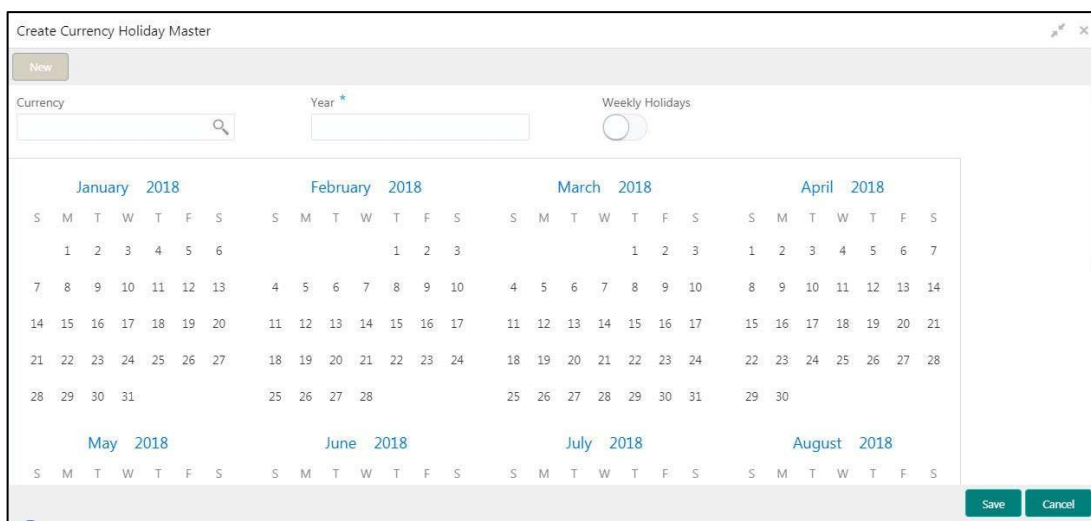 Create Currency Holiday Master
New
Currency Year * Weekly Holidays
January 2018 February 2018 March 2018 April 2018
S M T W T F S S M T W T F S S M T W T F S S M T W T F S
1 2 3 4 5 6 1 2 3 1 2 3 1 2 3 4 5 6 7
7 8 9 10 11 12 13 4 5 6 7 8 9 10 4 5 6 7 8 9 10 8 9 10 11 12 13 14
14 15 16 17 18 19 20 11 12 13 14 15 16 17 11 12 13 14 15 16 17 15 16 17 18 19 20 21
21 22 23 24 25 26 27 18 19 20 21 22 23 24 18 19 20 21 22 23 24 22 23 24 25 26 27 28
28 29 30 31 25 26 27 28 25 26 27 28 29 30 31 29 30
May 2018 June 2018 July 2018 August 2018
S M T W T F S S M T W T F S S M T W T F S S M T W T F S
Save Cancel